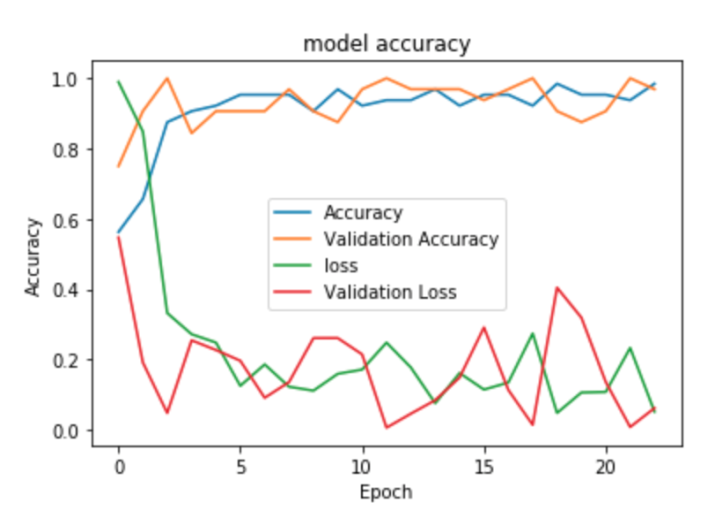 model accuracy
1.0
0.8
0.6
0.4
0.2
0.0
Accuracy
Accuracy
Validation Accuracy
loss
Validation Loss
0 5 10 15 20
Epoch